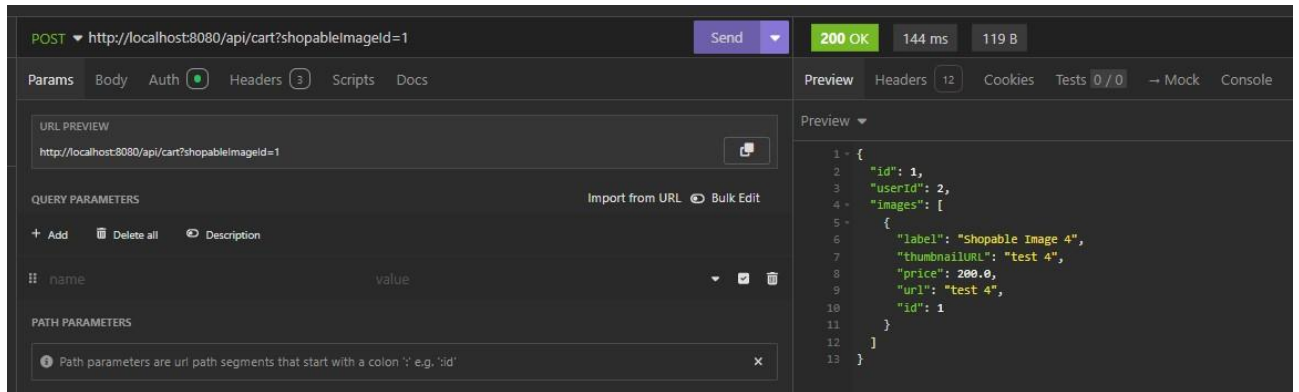 POST http://localhost:8080/api/cart?shopableImageId=1
Send
Params Body Auth Headers 3 Scripts Docs
URL PREVIEW
http://localhost:8080/api/cart?shopableImageId=1
QUERY PARAMETERS
Import from URL Bulk Edit
+ Add Delete all Description
name value
PATH PARAMETERS
Path parameters are url path segments that start with a colon ':' e.g. ':id'
200 OK 144 ms 119 B
Preview Headers 12 Cookies Tests 0 / 0 → Mock Console
Preview
1 {
2 "id": 1,
3 "userId": 2,
4 "images": [
5 {
6 "label": "Shopable Image 4",
7 "thumbnailURL": "test 4",
8 "price": 200.0,
9 "url": "test 4",
10 "id": 1
11 }
12 ]
13 }